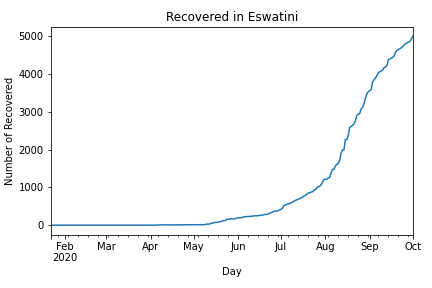 Recovered in Eswatini
Number of Recovered
5000
4000
3000
2000
1000
0
Feb Mar Apr May Jun Jul Aug Sep Oct
2020
Day